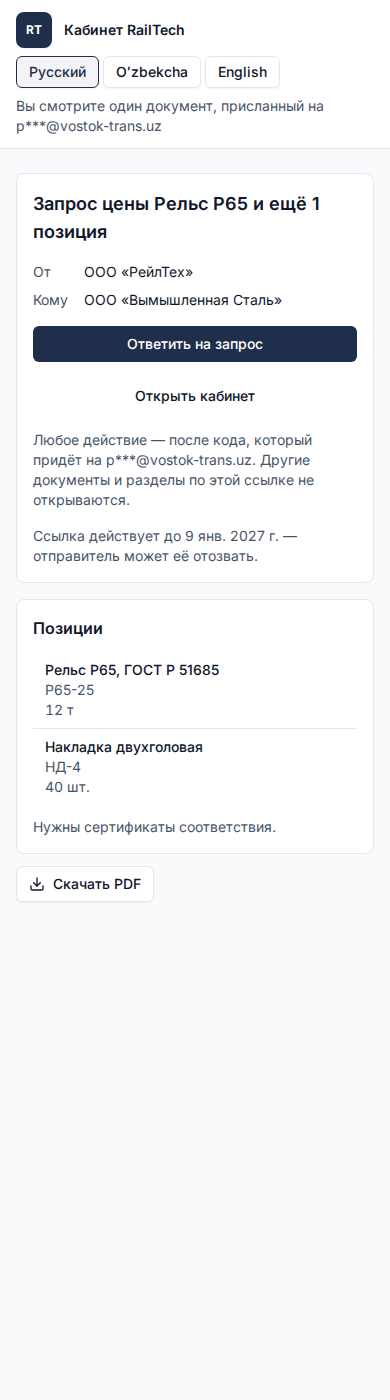 RT
Кабинет RailTech
Русский
Oʻzbekcha
English
Вы смотрите один документ, присланный на
p***@vostok-trans.uz
Запрос цены Рельс Р65 и ещё 1
позиция
От ООО «РейлТех»
Кому ООО «Вымышленная Сталь»
Ответить на запрос
Открыть кабинет
Любое действие — после кода, который
придёт на p***@vostok-trans.uz. Другие
документы и разделы по этой ссылке не
открываются.
Ссылка действует до 9 янв. 2027 г. —
отправитель может её отозвать.
Позиции
Рельс Р65, ГОСТ Р 51685
Р65-25
12 т
Накладка двухголовая
НД-4
40 шт.
Нужны сертификаты соответствия.
Скачать PDF